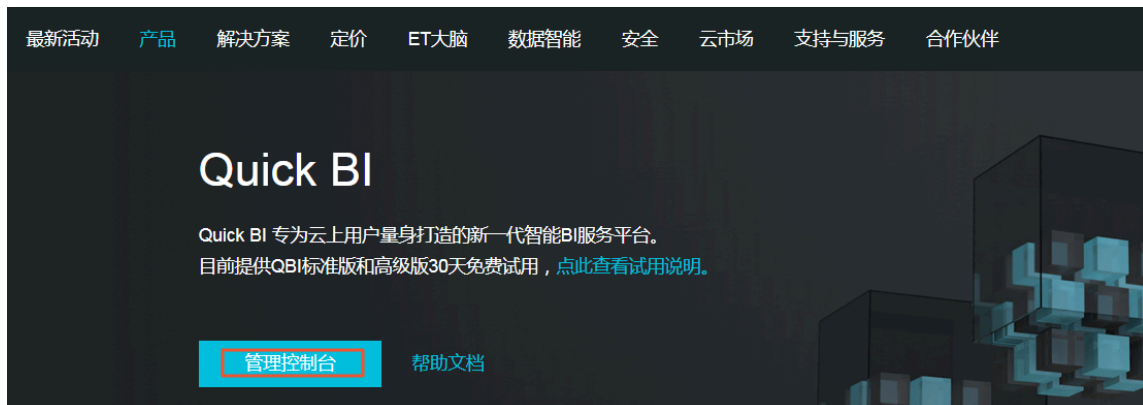 最新活动 产品 解决方案 定价 ET大脑 数据智能 安全 云市场 支持与服务 合作伙伴
Quick BI
Quick BI 专为云上用户量身打造的新一代智能BI服务平台。
目前提供QBI标准版和高级版30天免费试用，点此查看试用说明。
管理控制台 帮助文档